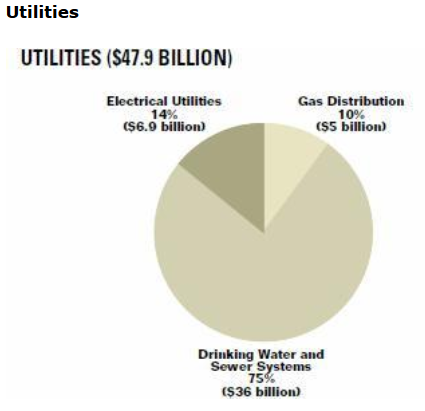 Utilities
UTILITIES ($47.9 BILLION)
Electrical Utilities
14%
($6.9 billion)
Gas Distribution
10%
($5 billion)
Drinking Water and
Sewer Systems
75%
($36 billion)